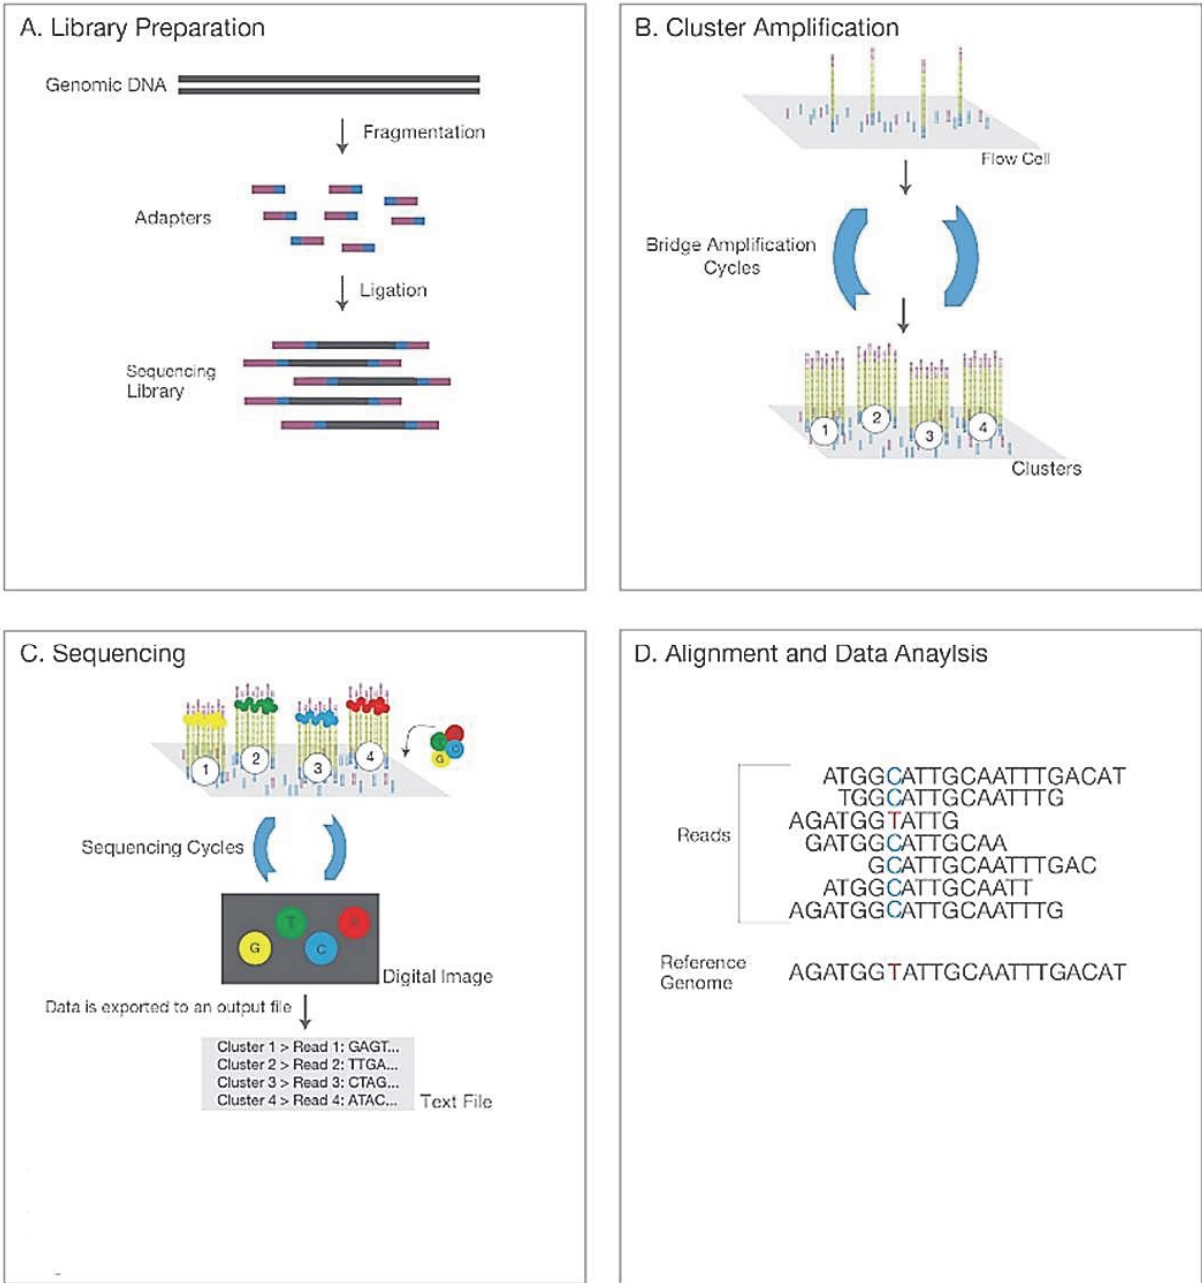 A. Library Preparation
Genomic DNA
Fragmentation
Adapters
Ligation
Sequencing
Library
B. Cluster Amplification
Flow Cell
Bridge Amplification
Cycles
1 2 3 4
Clusters
C. Sequencing
1 2 3 4
G C
Sequencing Cycles
G T C A
Digital Image
Data is exported to an output file
Cluster 1 > Read 1: GAGT...
Cluster 2 > Read 2: TTGA...
Cluster 3 > Read 3: CTAG...
Cluster 4 > Read 4: ATAC...
Text File
D. Alignment and Data Anaylsis
ATGGCATTGCAATTTGACAT
TGGCATTGCAATTTG
AGATGGTATTG
Reads
GATGGCATTGCAA
GCATTGCAATTTGAC
ATGGCATTGCAATT
AGATGGCATTGCAATTTG
Reference
Genome
AGATGGTATTGCAATTTGACAT